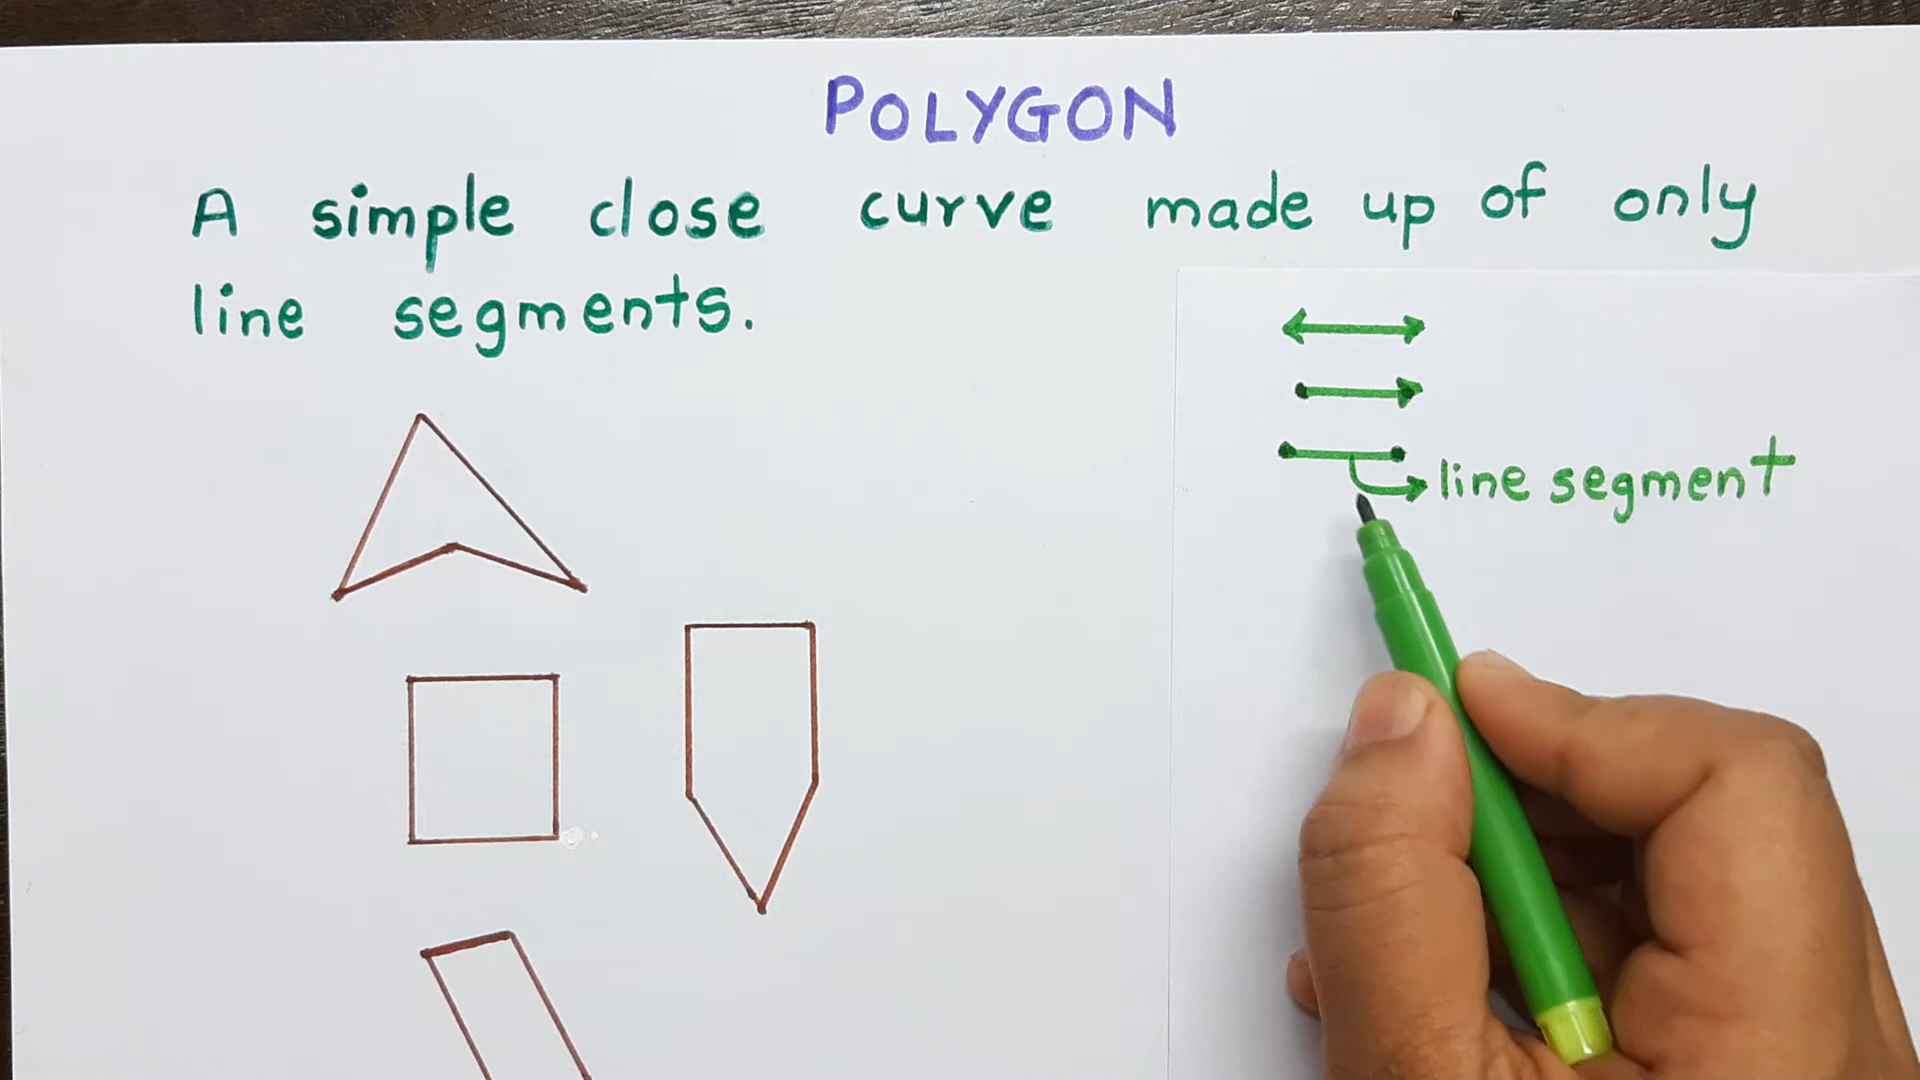 POLYGON
A simple close curve made up of only
line segments.
line segment